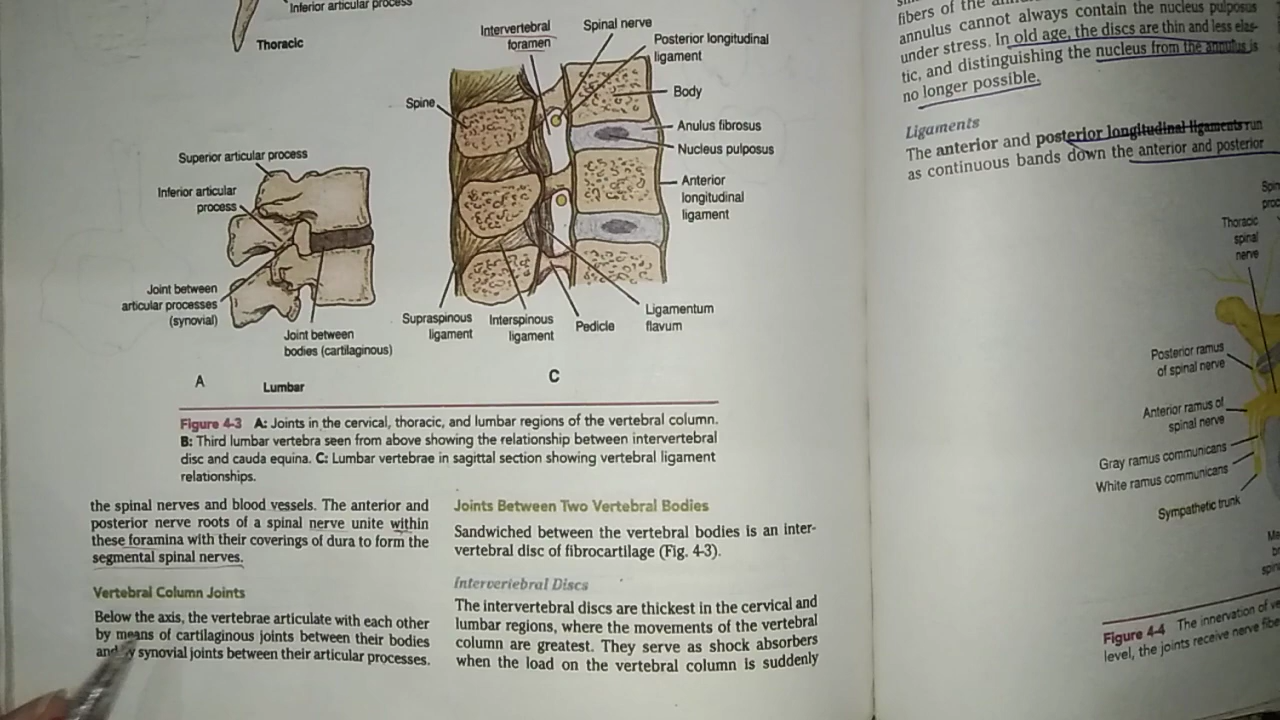 Inferior articular process
Thoracic
Intervertebral
foramen
Spinal nerve
Posterior longitudinal
ligament
Spine
Body
Anulus fibrosus
Nucleus pulposus
Anterior
longitudinal
ligament
Superior articular process
Inferior articular
process
Joint between
articular processes
(synovial)
Joint between
bodies (cartilaginous)
Supraspinous
ligament
Interspinous
ligament
Pedicle
Ligamentum
flavum
A
Lumbar
C
Figure 4-3 A: Joints in the cervical, thoracic, and lumbar regions of the vertebral column.
B: Third lumbar vertebra seen from above showing the relationship between intervertebral
disc and cauda equina. C: Lumbar vertebrae in sagittal section showing vertebral ligament
relationships.
the spinal nerves and blood vessels. The anterior and
posterior nerve roots of a spinal nerve unite within
these foramina with their coverings of dura to form the
segmental spinal nerves.
Vertebral Column Joints
Below the axis, the vertebrae articulate with each other
by means of cartilaginous joints between their bodies
and by synovial joints between their articular processes.
Joints Between Two Vertebral Bodies
Sandwiched between the vertebral bodies is an inter-
vertebral disc of fibrocartilage (Fig. 4-3).
Intervertebral Discs
The intervertebral discs are thickest in the cervical and
lumbar regions, where the movements of the vertebral
column are greatest. They serve as shock absorbers
when the load on the vertebral column is suddenly
fibers of the
annulus cannot always contain the nucleus pulposus
under stress. In old age, the discs are thin and less elas-
tic, and distinguishing the nucleus from the annulus is
no longer possible.
Ligaments
The anterior and posterior longitudinal ligaments run
as continuous bands down the anterior and posterior
Thoracic
spinal
nerve
Posterior ramus
of spinal nerve
Anterior ramus of
spinal nerve
Gray ramus communicans
White ramus communicans
Sympathetic trunk
Figure 4-4 The innervation of
level, the joints receive nerve